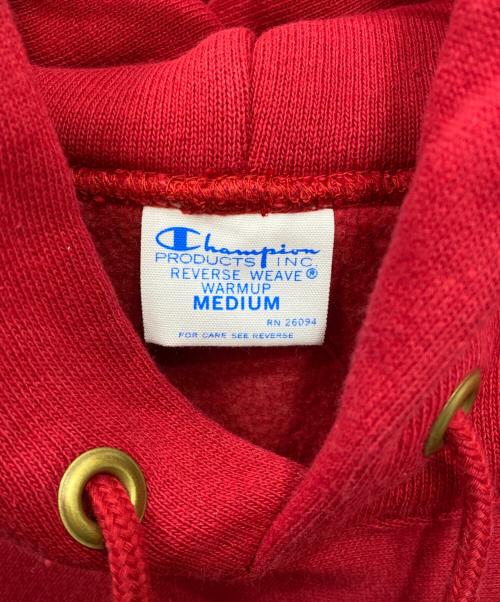 Champion
PRODUCTS INC.
REVERSE WEAVE®
WARMUP
MEDIUM
RN 26094
FOR CARE SEE REVERSE